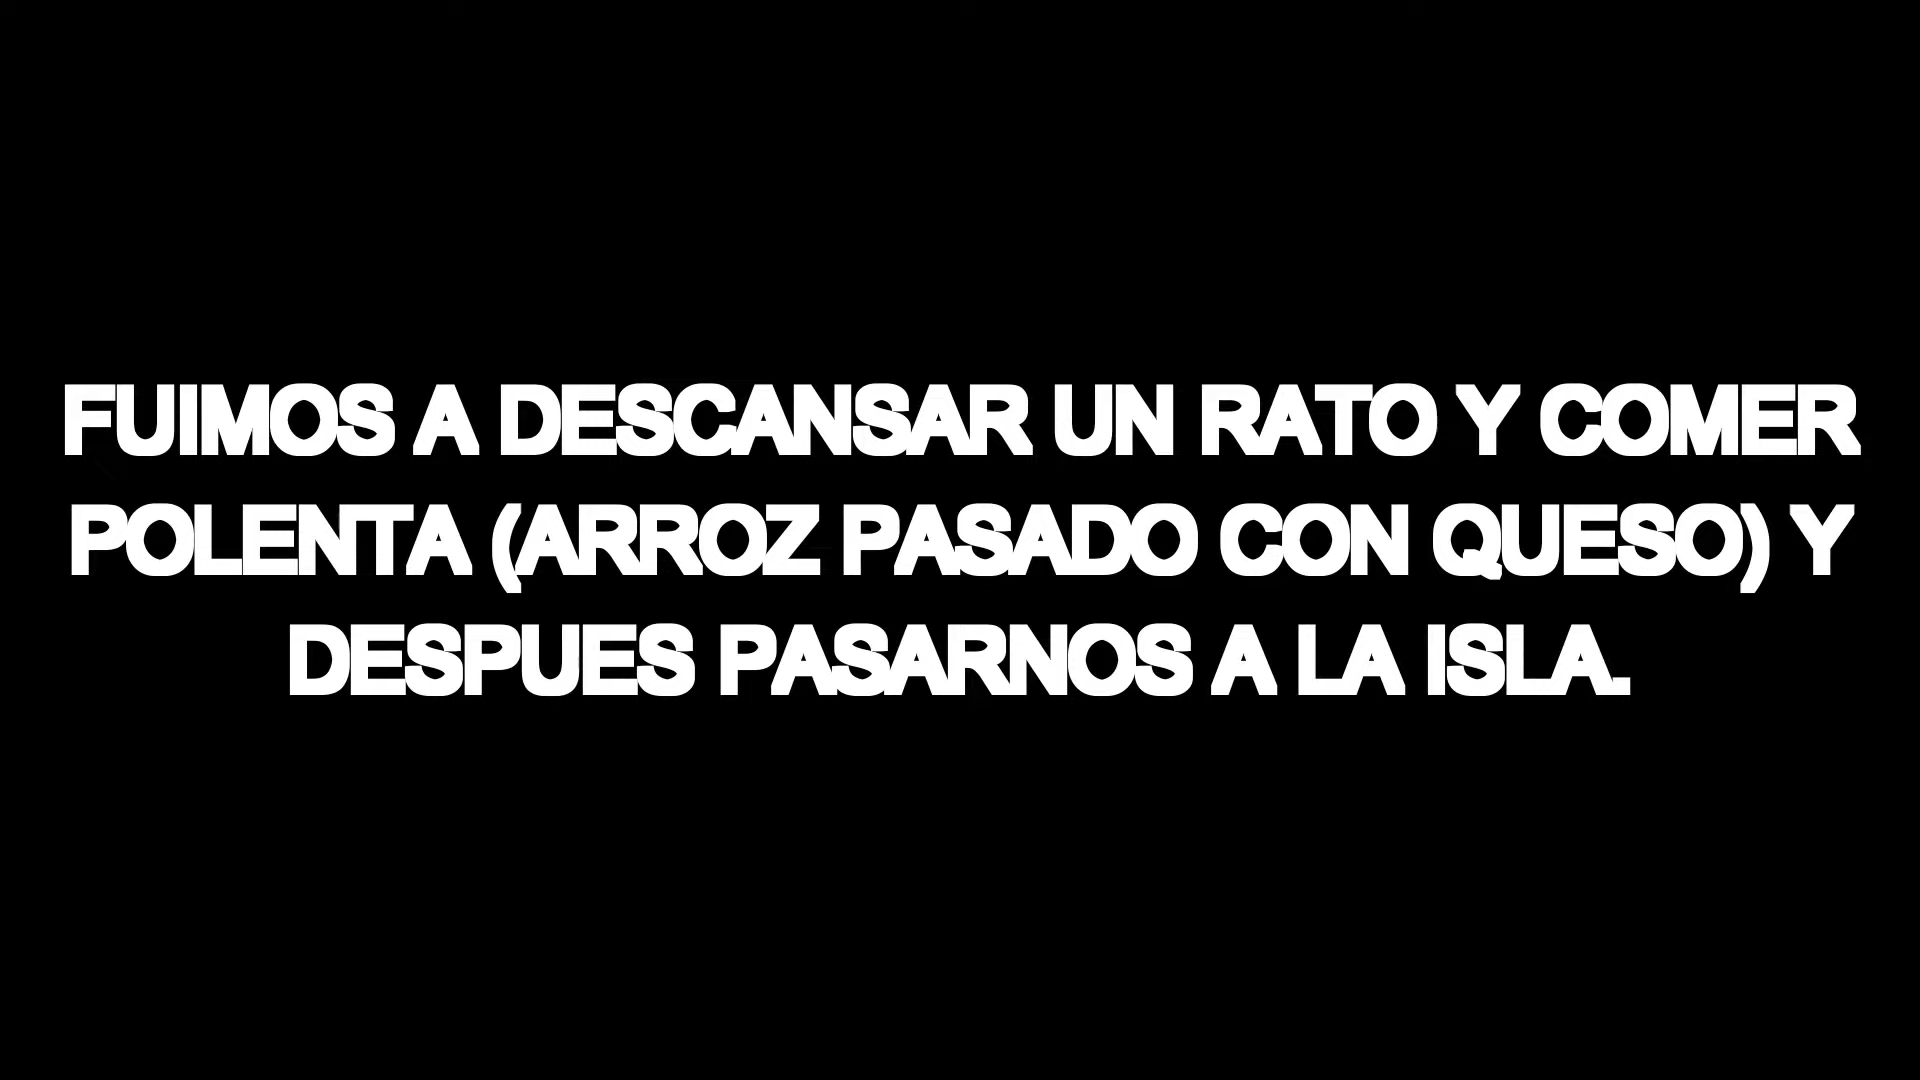 FUIMOS A DESCANSAR UN RATO Y COMER
POLENTA (ARROZ PASADO CON QUESO) Y
DESPUES PASARNOS A LA ISLA.